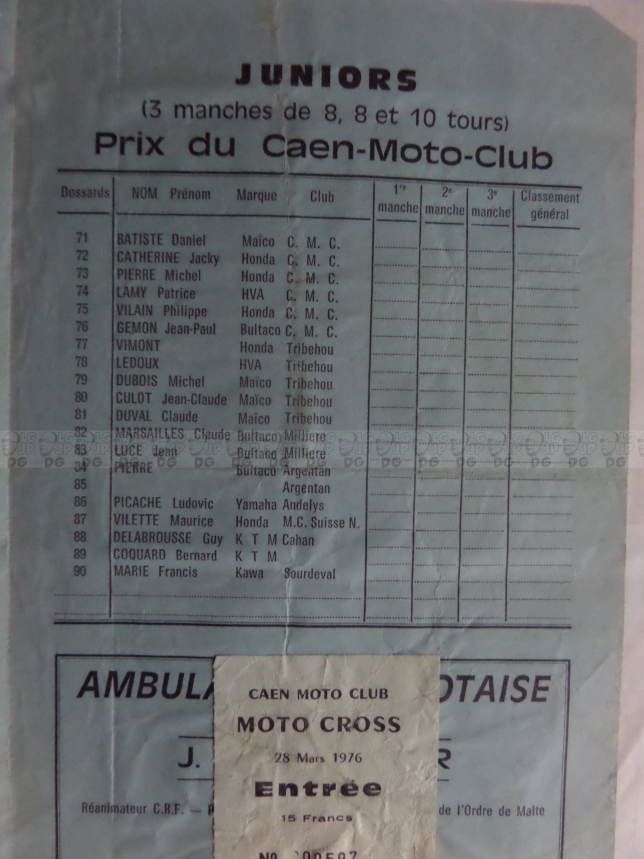 JUNIORS
(3 manches de 8, 8 et 10 tours)
Prix du Caen-Moto-Club
Dossards NOM Prénom Marque Club 1re manche 2e manche 3e manche Classement général
71 BATISTE Daniel Maïco C. M. C.
72 CATHERINE Jacky Honda C. M. C.
73 PIERRE Michel Honda C. M. C.
74 LAMY Patrice HVA C. M. C.
75 VILAIN Philippe Honda C. M. C.
76 GEMON Jean-Paul Bultaco C. M. C.
77 VIMONT Honda Tribehou
78 LEDOUX HVA Tribehou
79 DUBOIS Michel Maïco Tribehou
80 CULOT Jean-Claude Maïco Tribehou
81 DUVAL Claude Maïco Tribehou
82 MARSAILLES Claude Bultaco Milliere
83 LUCE Jean Bultaco Milliere
84 PIERRE Bultaco Argentan
85 Argentan
86 PICACHE Ludovic Yamaha Andelys
87 VILETTE Maurice Honda M.C. Suisse N.
88 DELABROUSSE Guy K T M Cahan
89 COQUARD Bernard K T M
90 MARIE Francis Kawa Sourdeval
AMBULA OTAISE
J. R
Réanimateur C.R.F. — de l'Ordre de Malte
CAEN MOTO CLUB
MOTO CROSS
28 Mars 1976
Entrée
15 Francs
No